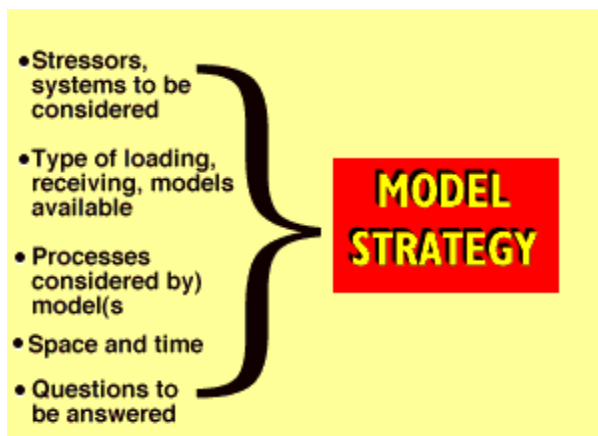 •Stressors,
systems to be
considered
•Type of loading,
receiving, models
available
• Processes
considered by)
model(s
• Space and time
• Questions to
be answered
MODEL
STRATEGY